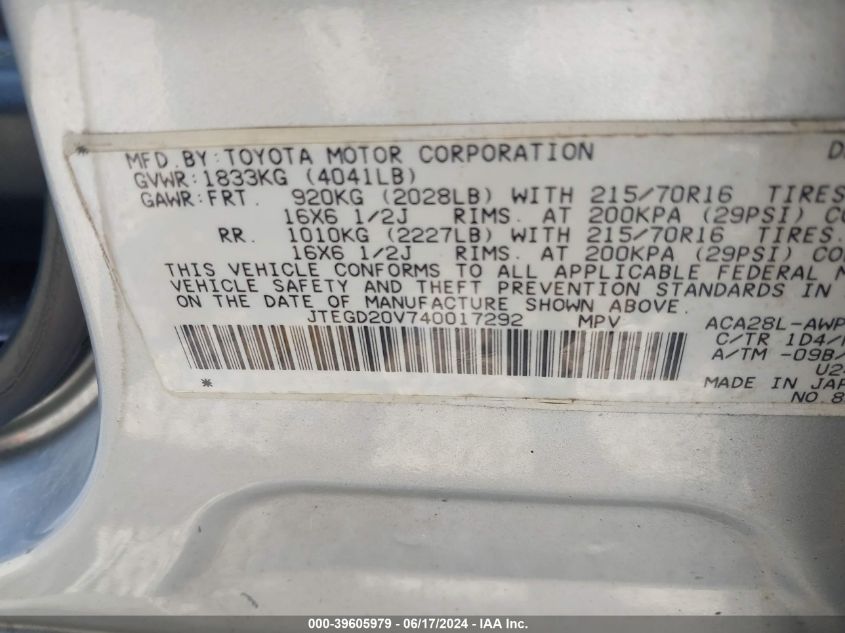 * MFD.BY:TOYOTA MOTOR CORPORATION
GVWR:1833KG (4041LB)
GAWR:FRT. 920KG (2028LB) WITH 215/70R16 TIRES
16X6 1/2J RIMS. AT 200KPA (29PSI)
RR. 1010KG (2227LB) WITH 215/70R16 TIRES.
16X6 1/2J RIMS. AT 200KPA (29PSI)
THIS VEHICLE CONFORMS TO ALL APPLICABLE FEDERAL
VEHICLE SAFETY AND THEFT PREVENTION STANDARDS IN
ON THE DATE OF MANUFACTURE SHOWN ABOVE.
JTEGD20V740017292 MPV ACA28L-AWP
C/TR 1D4/
A/TM -09B/
MADE IN
NO
*
000-39605979 - 06/17/2024 - IAA Inc.